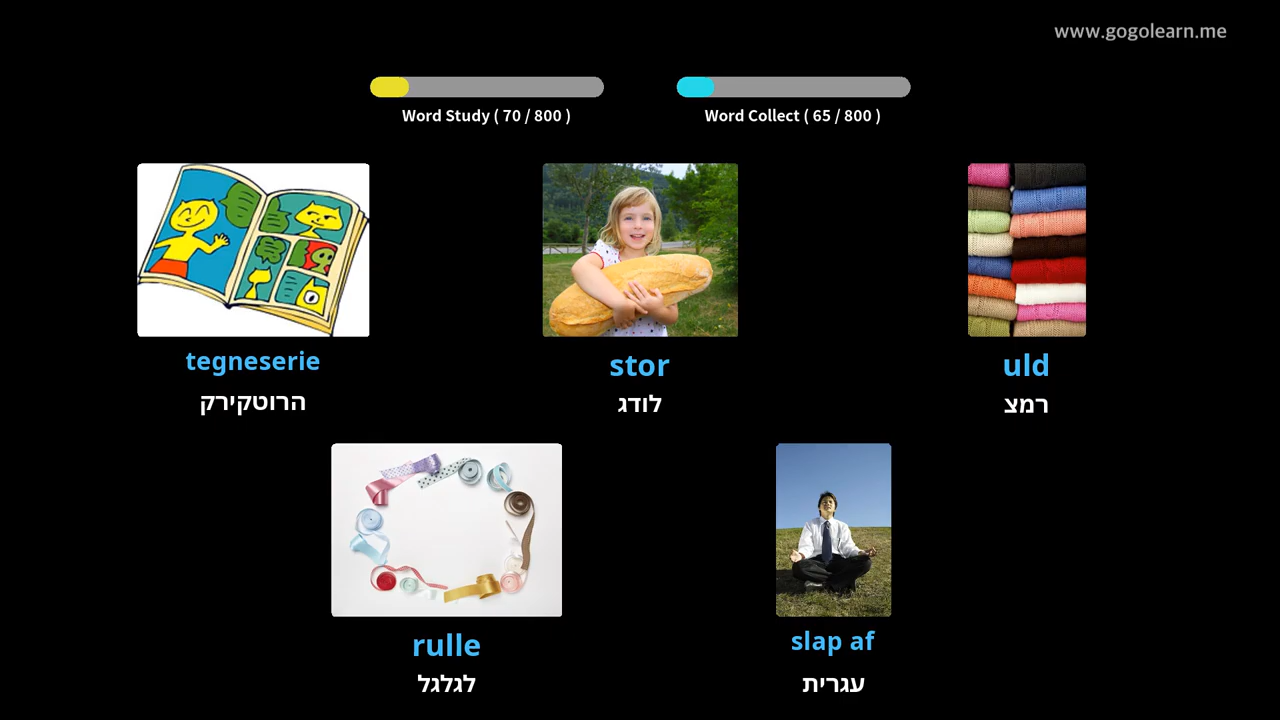 www.gogolearn.me
Word Study ( 70 / 800 )
Word Collect ( 65 / 800 )
tegneserie
הרוטקירק
stor
לודג
uld
רמצ
rulle
לגלגל
slap af
עגרית